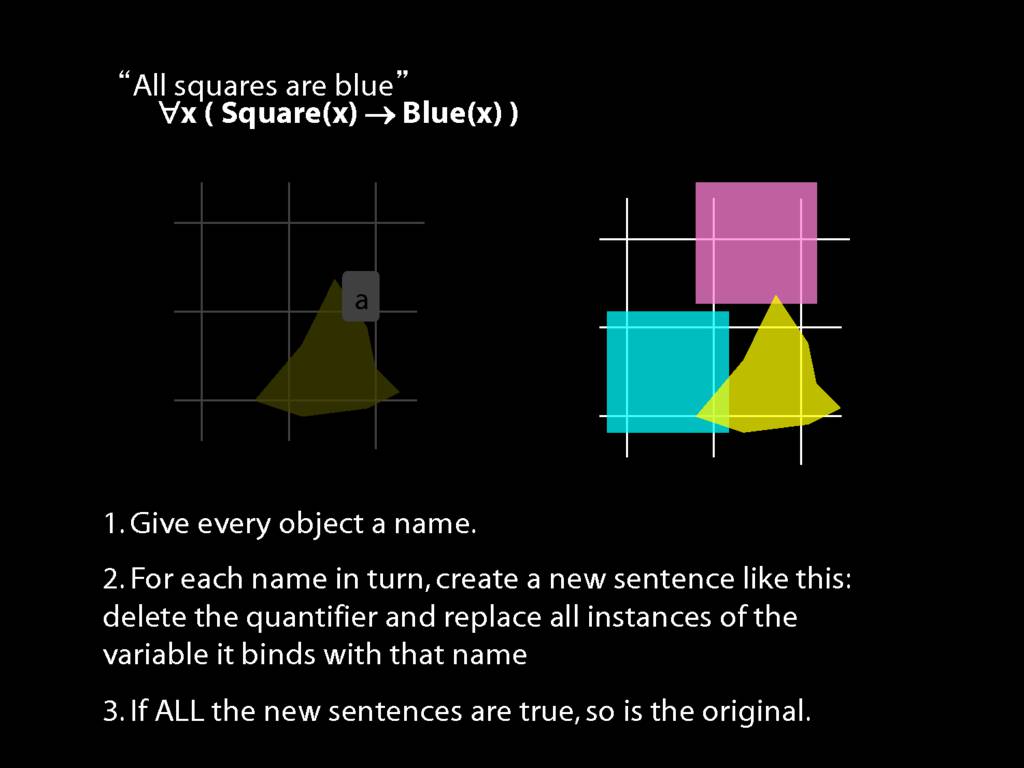 “All squares are blue”
∀x ( Square(x) → Blue(x) )
a
1. Give every object a name.
2. For each name in turn, create a new sentence like this:
delete the quantifier and replace all instances of the
variable it binds with that name
3. If ALL the new sentences are true, so is the original.